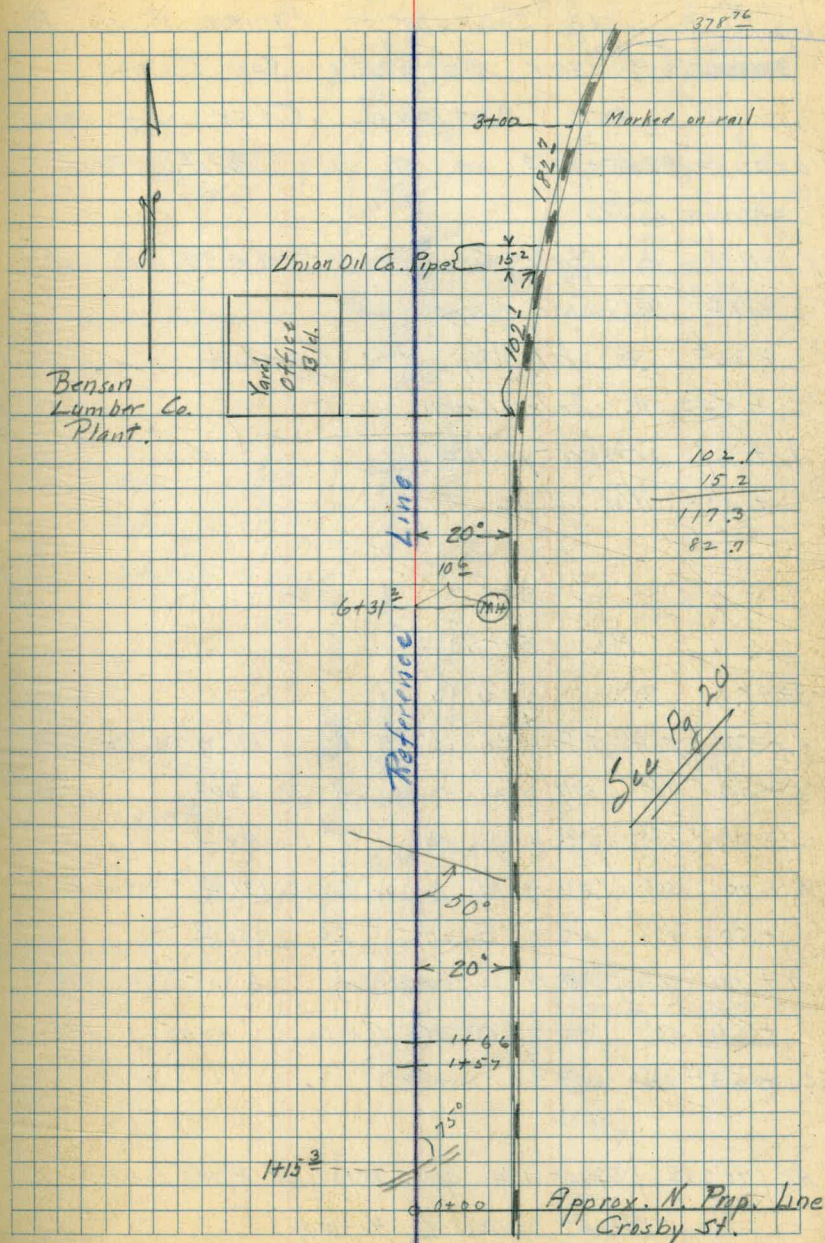 378 76
3+00
Marked on rail
182 7
Union Oil Co. Pipe
15 2
102 1
Yard
Office
Bld.
Benson
Lumber Co.
Plant.
102.1
15.2
117.3
82.7
Reference Line
20°
10 6
6+31
MH
See Pg 20
50°
20°
1+66
1+57
75°
1+15 3
0+00
Approx. N. Prop. Line
Crosby St.